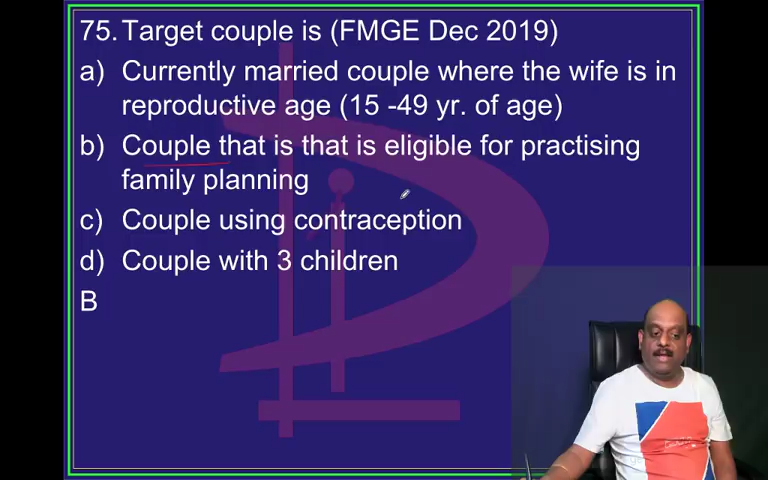 75. Target couple is (FMGE Dec 2019)
a) Currently married couple where the wife is in
reproductive age (15 -49 yr. of age)
b) Couple that is that is eligible for practising
family planning
c) Couple using contraception
d) Couple with 3 children
B